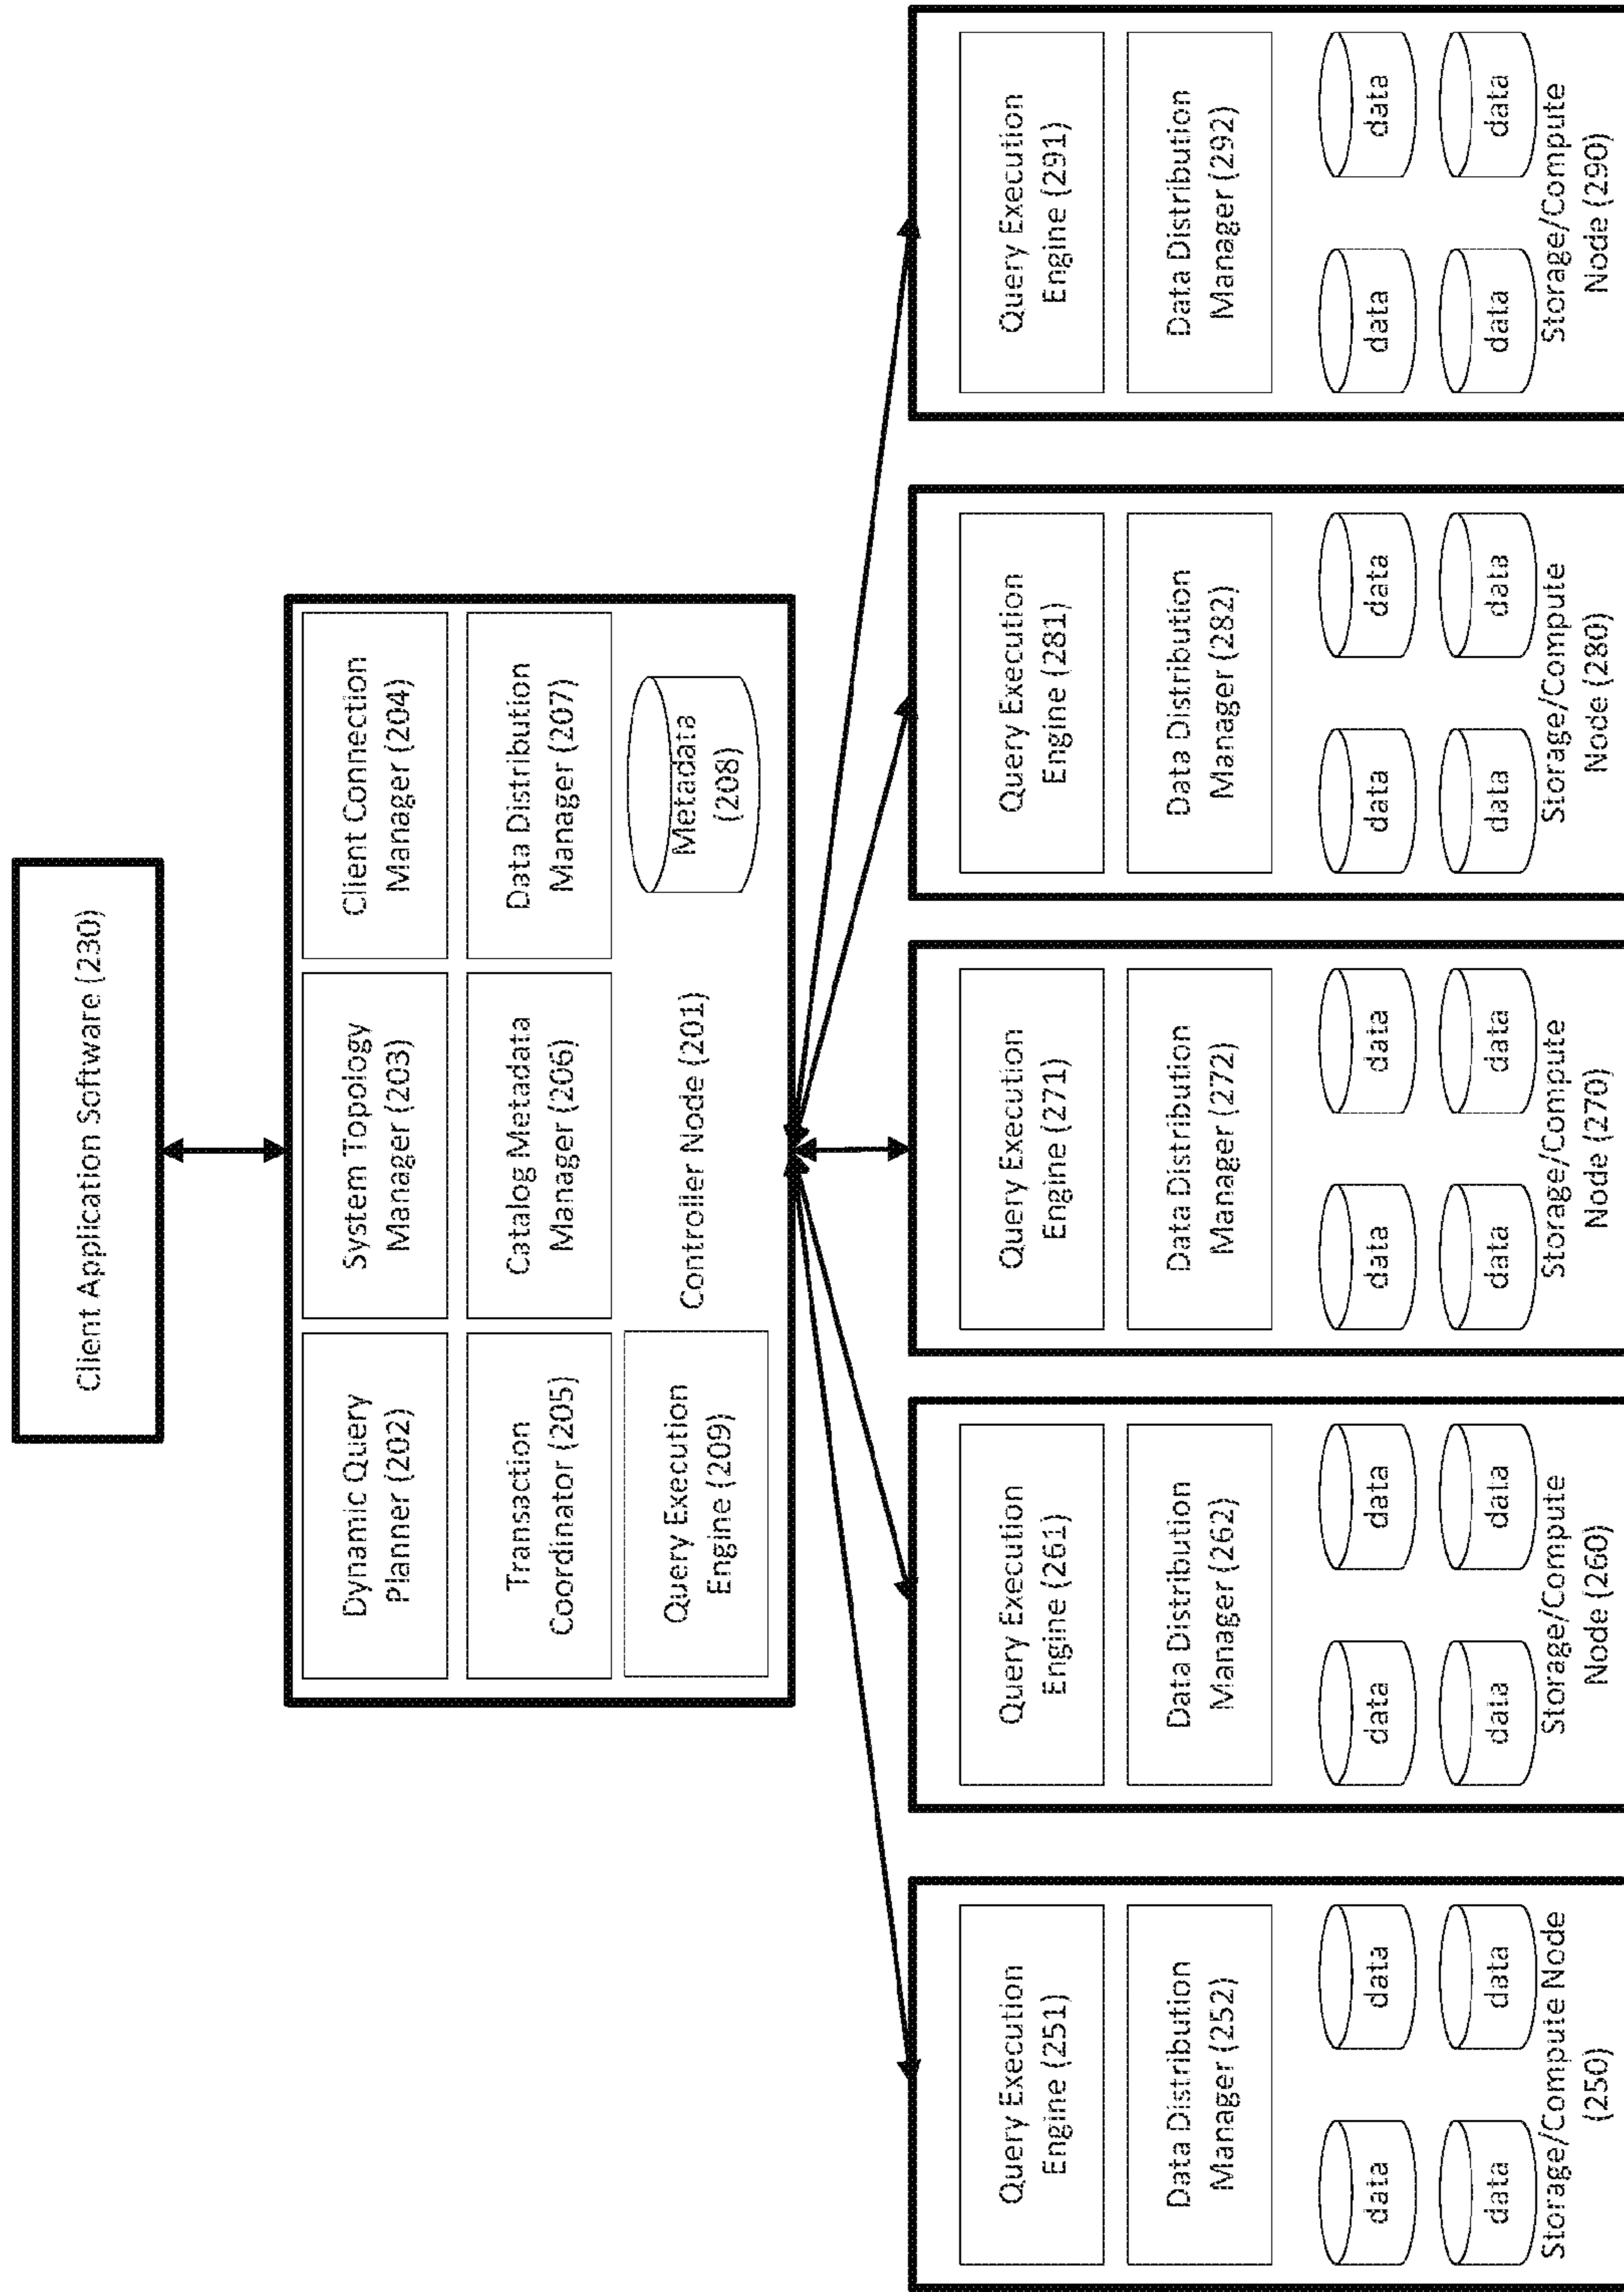 Client Application Software (230)
Dynamic Query
Planner (202)
System Topology
Manager (203)
Client Connection
Manager (204)
Transaction
Coordinator (205)
Catalog Metadata
Manager (206)
Data Distribution
Manager (207)
Query Execution
Engine (209)
Controller Node (201)
Metadata
(208)
Query Execution
Engine (251)
Data Distribution
Manager (252)
data
data
data
data
Storage/Compute Node
(250)
Query Execution
Engine (261)
Data Distribution
Manager (262)
data
data
data
data
Storage/Compute
Node (260)
Query Execution
Engine (271)
Data Distribution
Manager (272)
data
data
data
data
Storage/Compute
Node (270)
Query Execution
Engine (281)
Data Distribution
Manager (282)
data
data
data
data
Storage/Compute
Node (280)
Query Execution
Engine (291)
Data Distribution
Manager (292)
data
data
data
data
Storage/Compute
Node (290)